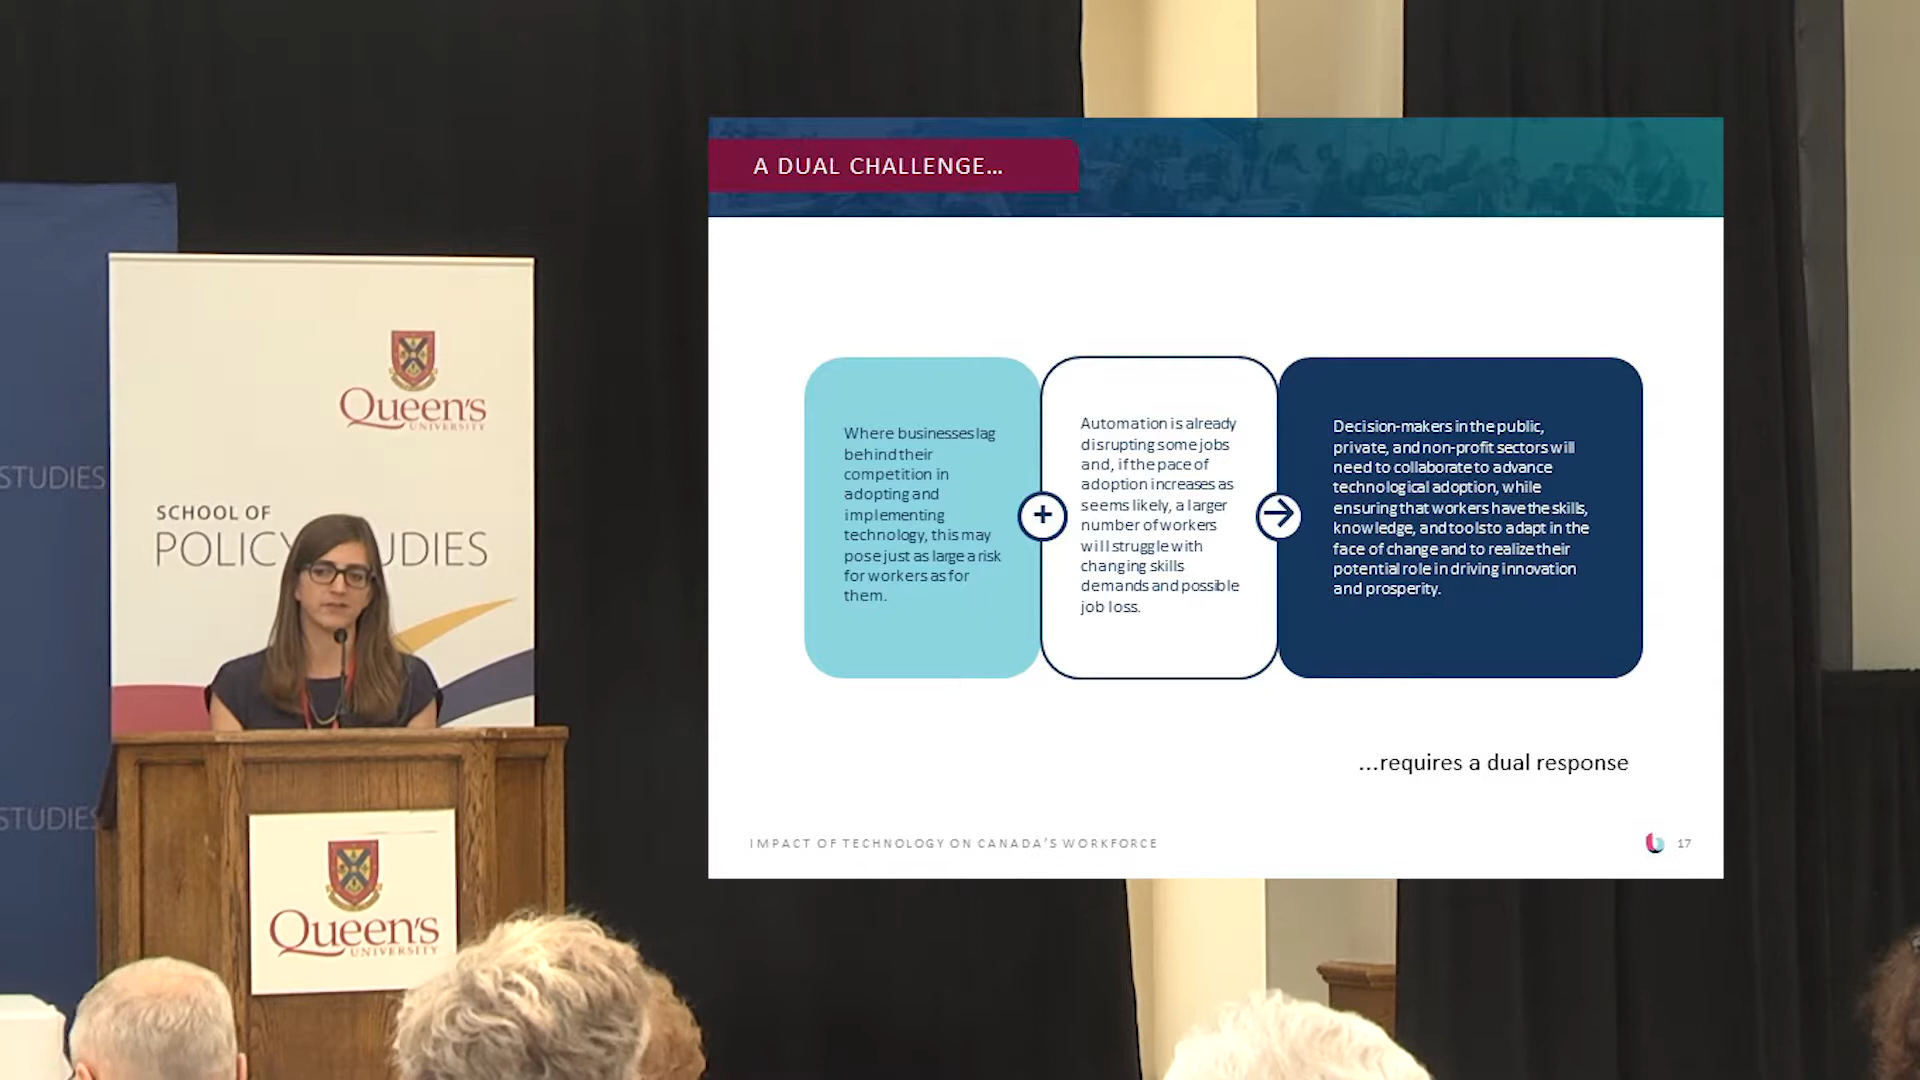 A DUAL CHALLENGE...
Where businesses lag
behind their
competition in
adopting and
implementing
technology, this may
pose just as large a risk
for workers as for
them.
+
Automation is already
disrupting some jobs
and, if the pace of
adoption increases as
seems likely, a larger
number of workers
will struggle with
changing skills
demands and possible
job loss.
Decision-makers in the public,
private, and non-profit sectors will
need to collaborate to advance
technological adoption, while
ensuring that workers have the skills,
knowledge, and tools to adapt in the
face of change and to realize their
potential role in driving innovation
and prosperity.
...requires a dual response
IMPACT OF TECHNOLOGY ON CANADA'S WORKFORCE
17
Queen's
UNIVERSITY
SCHOOL OF
POLICY STUDIES
STUDIES
STUDIES
Queen's
UNIVERSITY